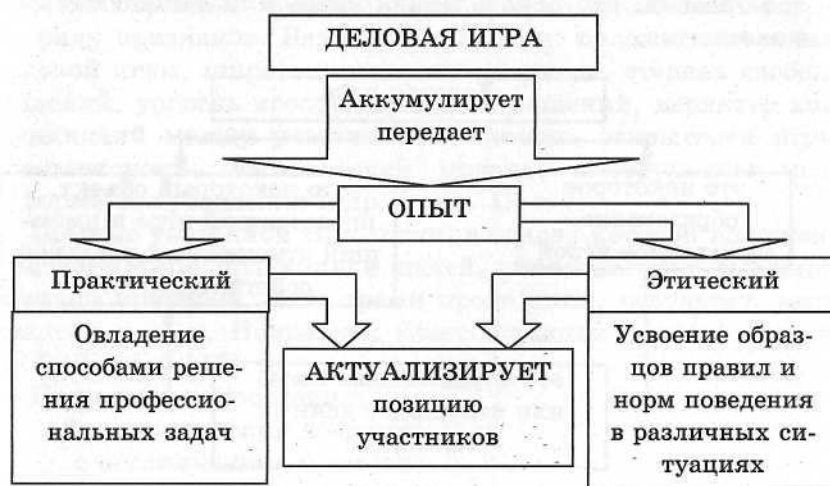 ДЕЛОВАЯ ИГРА
Аккумулирует
передает
ОПЫТ
Практический
Овладение
способами реше-
ния профессио-
нальных задач
АКТУАЛИЗИРУЕТ
позицию
участников
Этический
Усвоение образ-
цов правил и
норм поведения
в различных си-
туациях